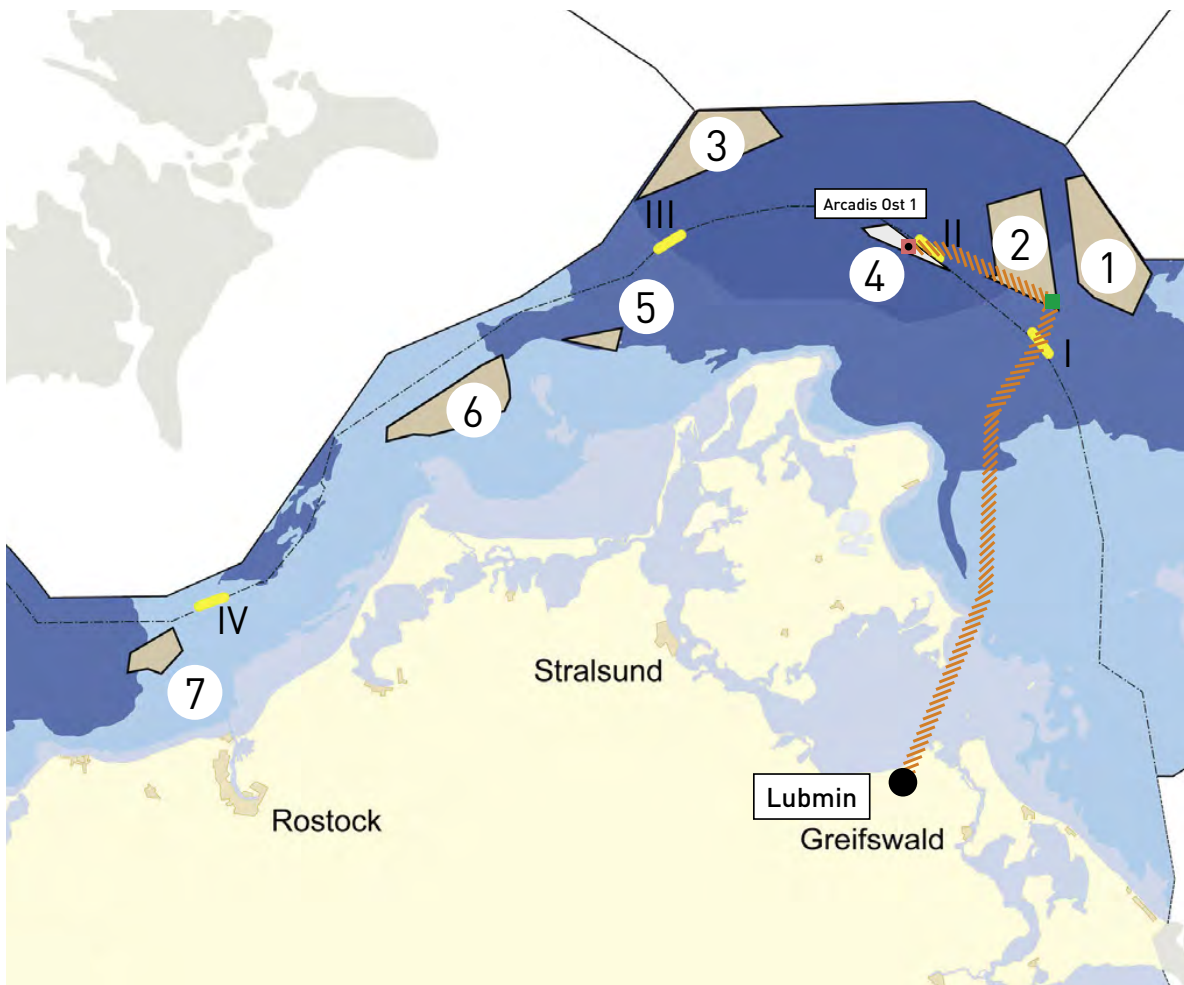 3
III
Arcadis Ost 1
II
2
1
4
5
I
6
IV
7
Stralsund
Lubmin
Rostock
Greifswald